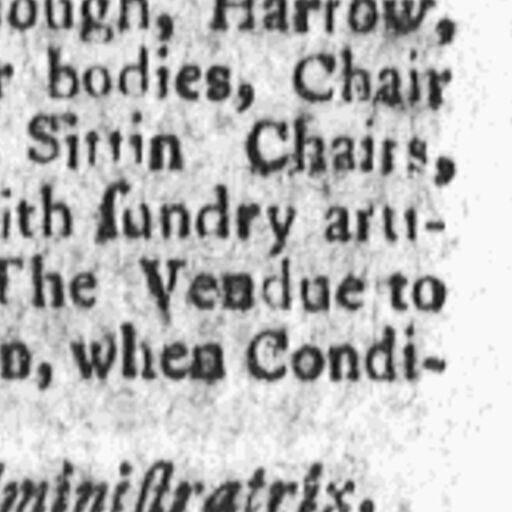 ough, Harrow,
r bodies, Chair
Sittin Chairs,
ith ſundry arti-
The Vendue to
n, when Condi-
miniſtratrix.